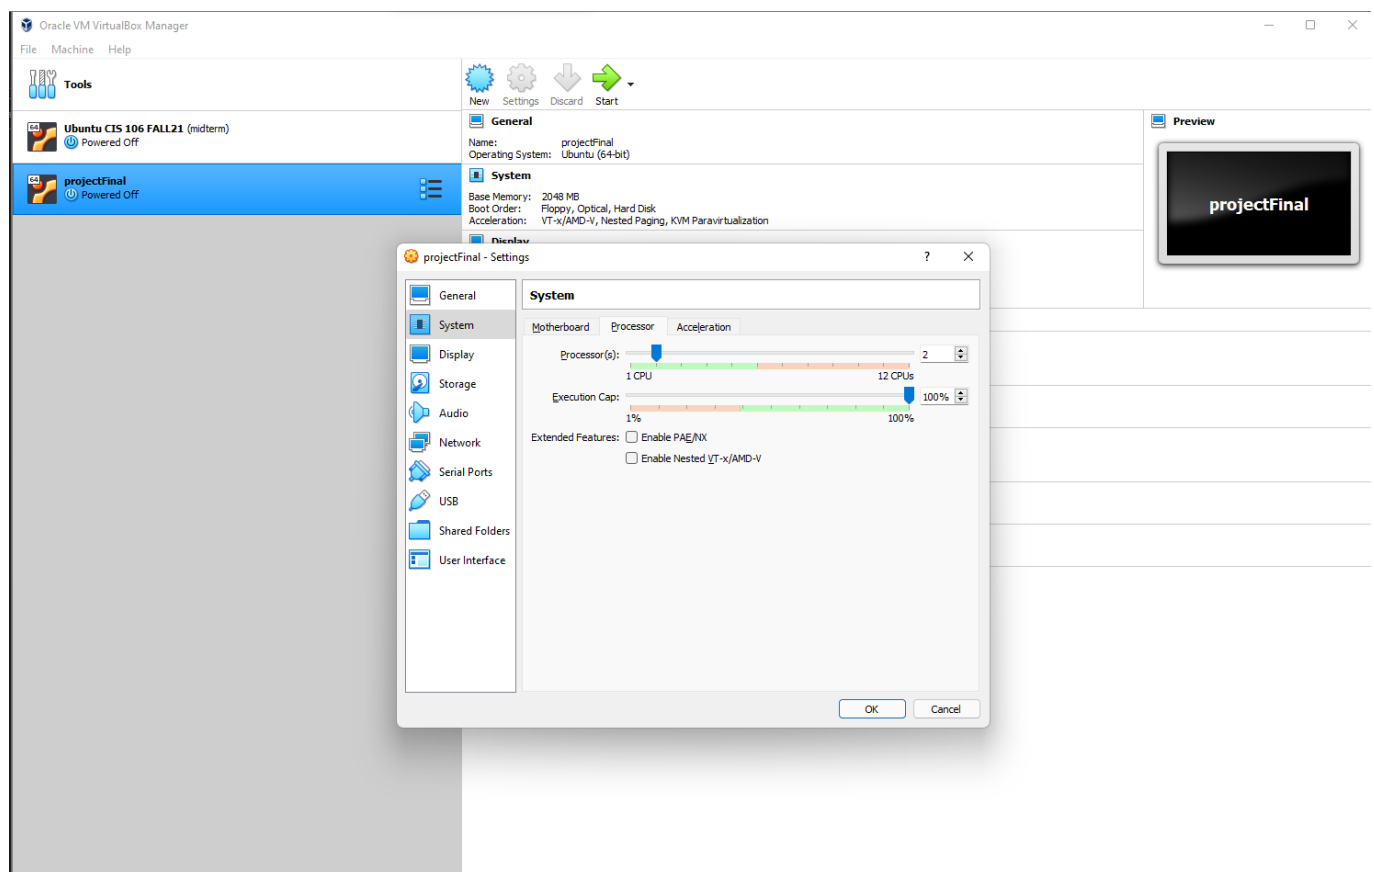 Oracle VM VirtualBox Manager
File Machine Help
Tools
New Settings Discard Start
64 Ubuntu CIS 106 FALL21 (midterm)
Powered Off
64 projectFinal
Powered Off
General
Name: projectFinal
Operating System: Ubuntu (64-bit)
System
Base Memory: 2048 MB
Boot Order: Floppy, Optical, Hard Disk
Acceleration: VT-x/AMD-V, Nested Paging, KVM Paravirtualization
Display
Preview
projectFinal
projectFinal - Settings ?
General
System
Display
Storage
Audio
Network
Serial Ports
USB
Shared Folders
User Interface
System
Motherboard Processor Acceleration
Processor(s): 2
1 CPU 12 CPUs
Execution Cap: 100%
1% 100%
Extended Features: Enable PAE/NX
Enable Nested VT-x/AMD-V
OK Cancel